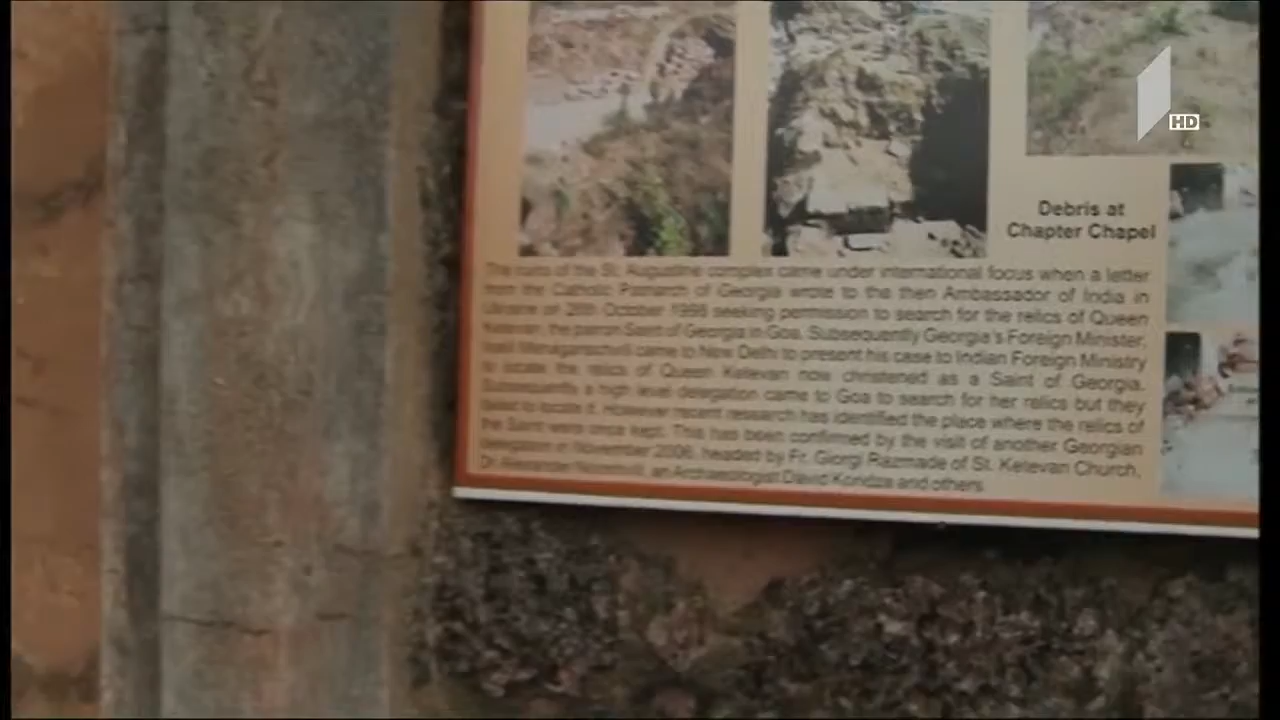 HD
Debris at
Chapter Chapel
The ruins of the St. Augustine complex came under international focus when a letter
from the Catholic Patriarch of Georgia wrote to the then Ambassador of India in
Ukraine on 26th October 1998 seeking permission to search for the relics of Queen
Ketevan, the patron Saint of Georgia in Goa. Subsequently Georgia's Foreign Minister,
came to New Delhi to present his case to Indian Foreign Ministry
to locate the relics of Queen Ketevan now christened as a Saint of Georgia.
Subsequently a high level delegation came to Goa to search for her relics but they
failed to locate it. However recent research has identified the place where the relics of
the Saint were once kept. This has been confirmed by the visit of another Georgian
delegation in November 2006, headed by Fr. Giorgi Razmade of St. Ketevan Church,
Dr. Alexander an Archaeologist David Koridze and others